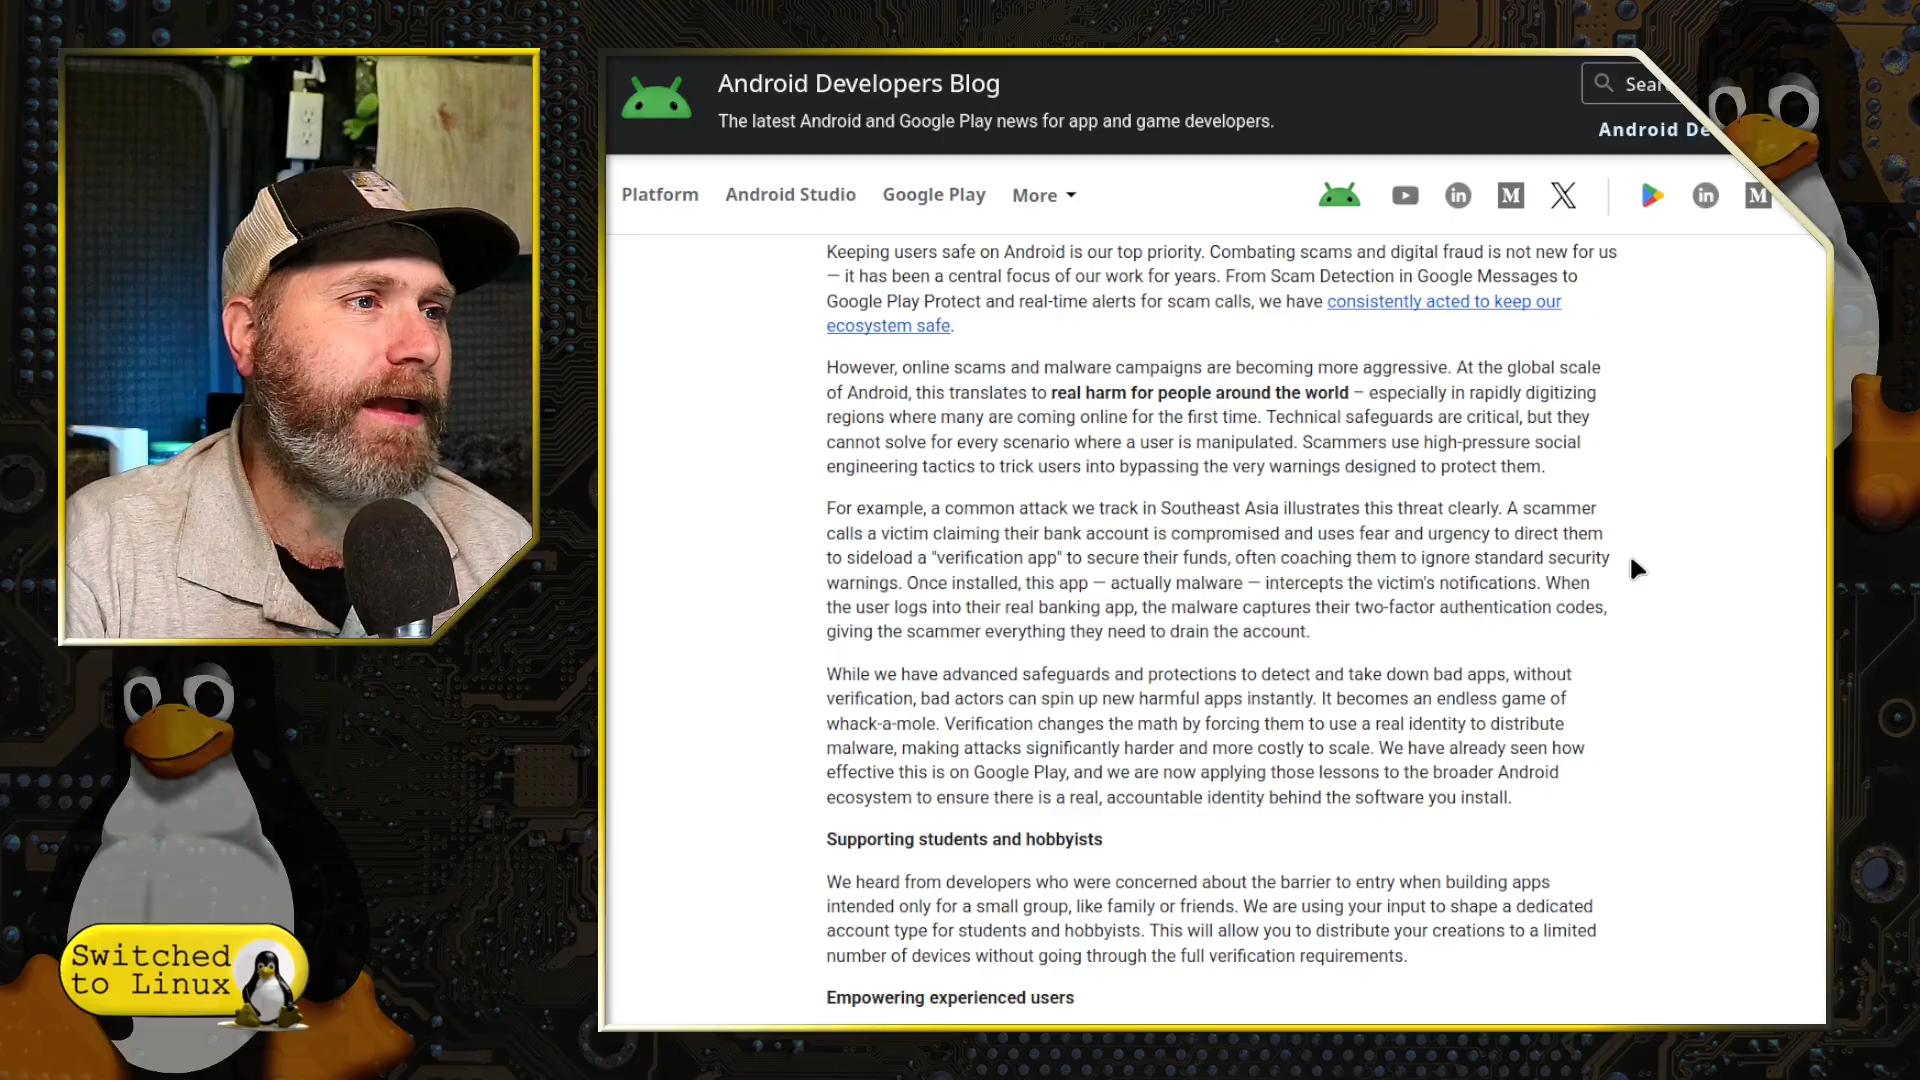 Android Developers Blog
The latest Android and Google Play news for app and game developers.
Android De
Platform
Android Studio
Google Play
More
Keeping users safe on Android is our top priority. Combating scams and digital fraud is not new for us
— it has been a central focus of our work for years. From Scam Detection in Google Messages to
Google Play Protect and real-time alerts for scam calls, we have consistently acted to keep our
ecosystem safe.
However, online scams and malware campaigns are becoming more aggressive. At the global scale
of Android, this translates to real harm for people around the world – especially in rapidly digitizing
regions where many are coming online for the first time. Technical safeguards are critical, but they
cannot solve for every scenario where a user is manipulated. Scammers use high-pressure social
engineering tactics to trick users into bypassing the very warnings designed to protect them.
For example, a common attack we track in Southeast Asia illustrates this threat clearly. A scammer
calls a victim claiming their bank account is compromised and uses fear and urgency to direct them
to sideload a "verification app" to secure their funds, often coaching them to ignore standard security
warnings. Once installed, this app — actually malware — intercepts the victim's notifications. When
the user logs into their real banking app, the malware captures their two-factor authentication codes,
giving the scammer everything they need to drain the account.
While we have advanced safeguards and protections to detect and take down bad apps, without
verification, bad actors can spin up new harmful apps instantly. It becomes an endless game of
whack-a-mole. Verification changes the math by forcing them to use a real identity to distribute
malware, making attacks significantly harder and more costly to scale. We have already seen how
effective this is on Google Play, and we are now applying those lessons to the broader Android
ecosystem to ensure there is a real, accountable identity behind the software you install.
Supporting students and hobbyists
We heard from developers who were concerned about the barrier to entry when building apps
intended only for a small group, like family or friends. We are using your input to shape a dedicated
account type for students and hobbyists. This will allow you to distribute your creations to a limited
number of devices without going through the full verification requirements.
Empowering experienced users
Switched
to Linux